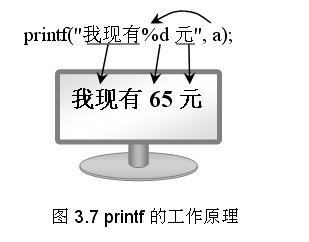 printf("我现有%d 元", a);
我现有 65 元
图 3.7 printf 的工作原理